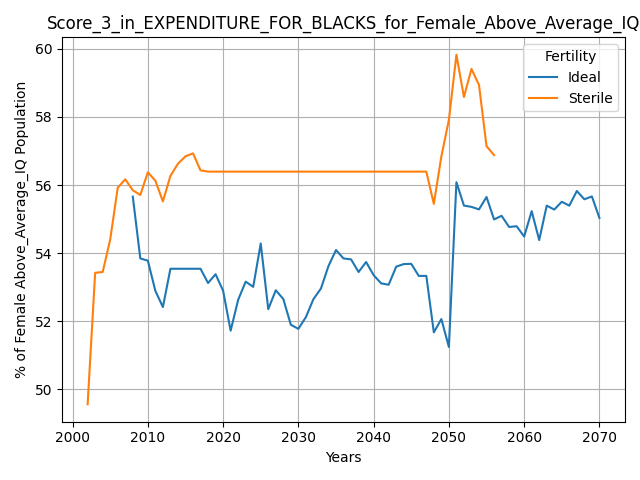 Score_3_in_EXPENDITURE_FOR_BLACKS_for_Female_Above_Average_IQ
% of Female Above_Average_IQ Population
60
58
56
54
52
50
Fertility
Ideal
Sterile
2000 2010 2020 2030 2040 2050 2060 2070
Years